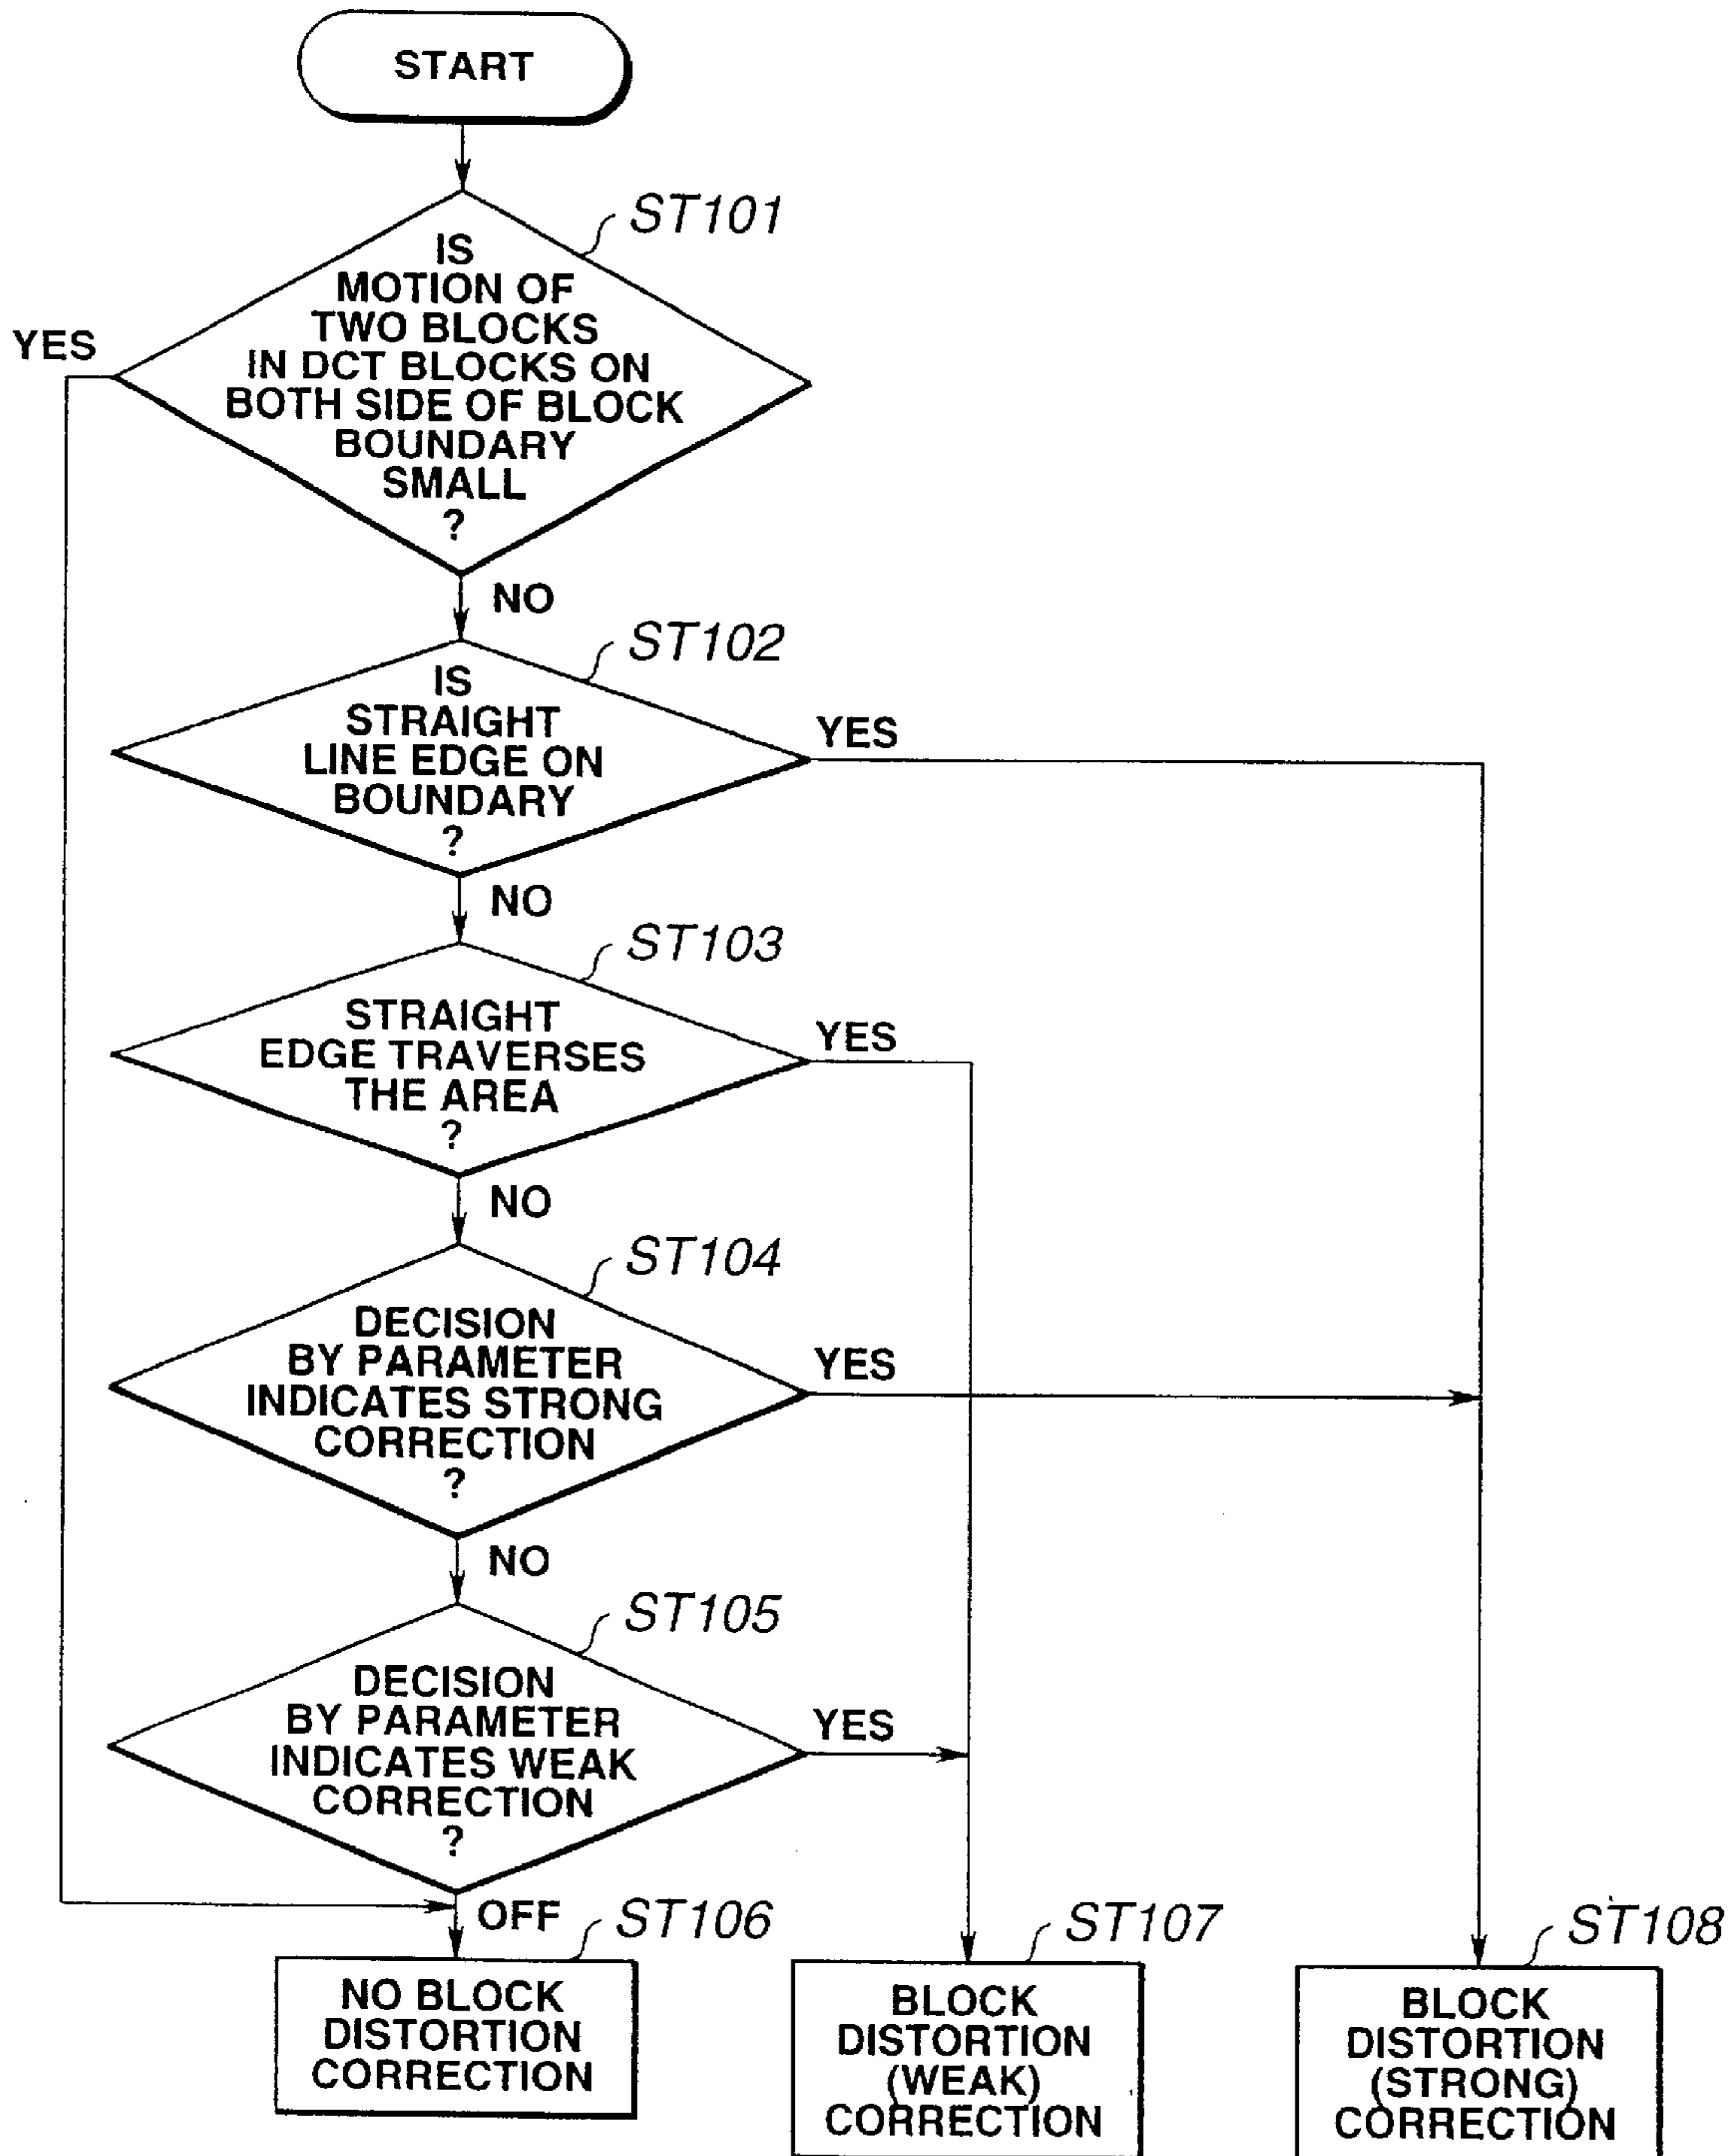 START
ST101
IS
MOTION OF
TWO BLOCKS
IN DCT BLOCKS ON
BOTH SIDE OF BLOCK
BOUNDARY
SMALL
?
YES
NO
ST102
IS
STRAIGHT
LINE EDGE ON
BOUNDARY
?
YES
NO
ST103
STRAIGHT
EDGE TRAVERSES
THE AREA
?
YES
NO
ST104
DECISION
BY PARAMETER
INDICATES STRONG
CORRECTION
?
YES
NO
ST105
DECISION
BY PARAMETER
INDICATES WEAK
CORRECTION
?
YES
OFF
ST106
NO BLOCK
DISTORTION
CORRECTION
ST107
BLOCK
DISTORTION
(WEAK)
CORRECTION
ST108
BLOCK
DISTORTION
(STRONG)
CORRECTION